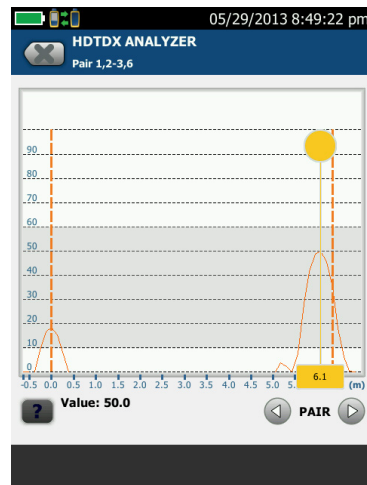 05/29/2013 8:49:22 pm
HDTDX ANALYZER
Pair 1,2-3,6
90
80
70
60
50
40
30
20
10
0
-0.5 0.0 0.5 1.0 1.5 2.0 2.5 3.0 3.5 4.0 4.5 5.0 5. 6.1 (m)
? Value: 50.0 PAIR